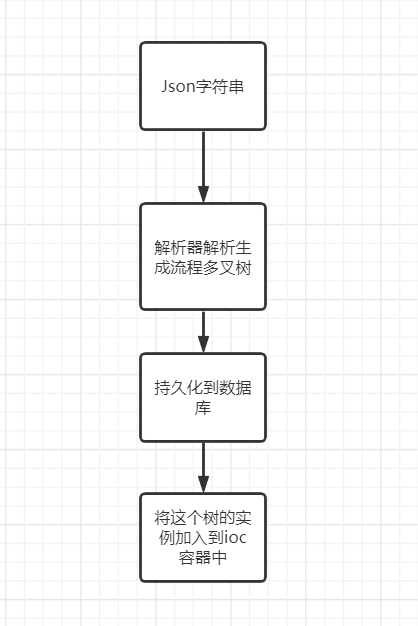 Json字符串
解析器解析生
成流程多叉树
持久化到数据
库
将这个树的实
例加入到ioc
容器中